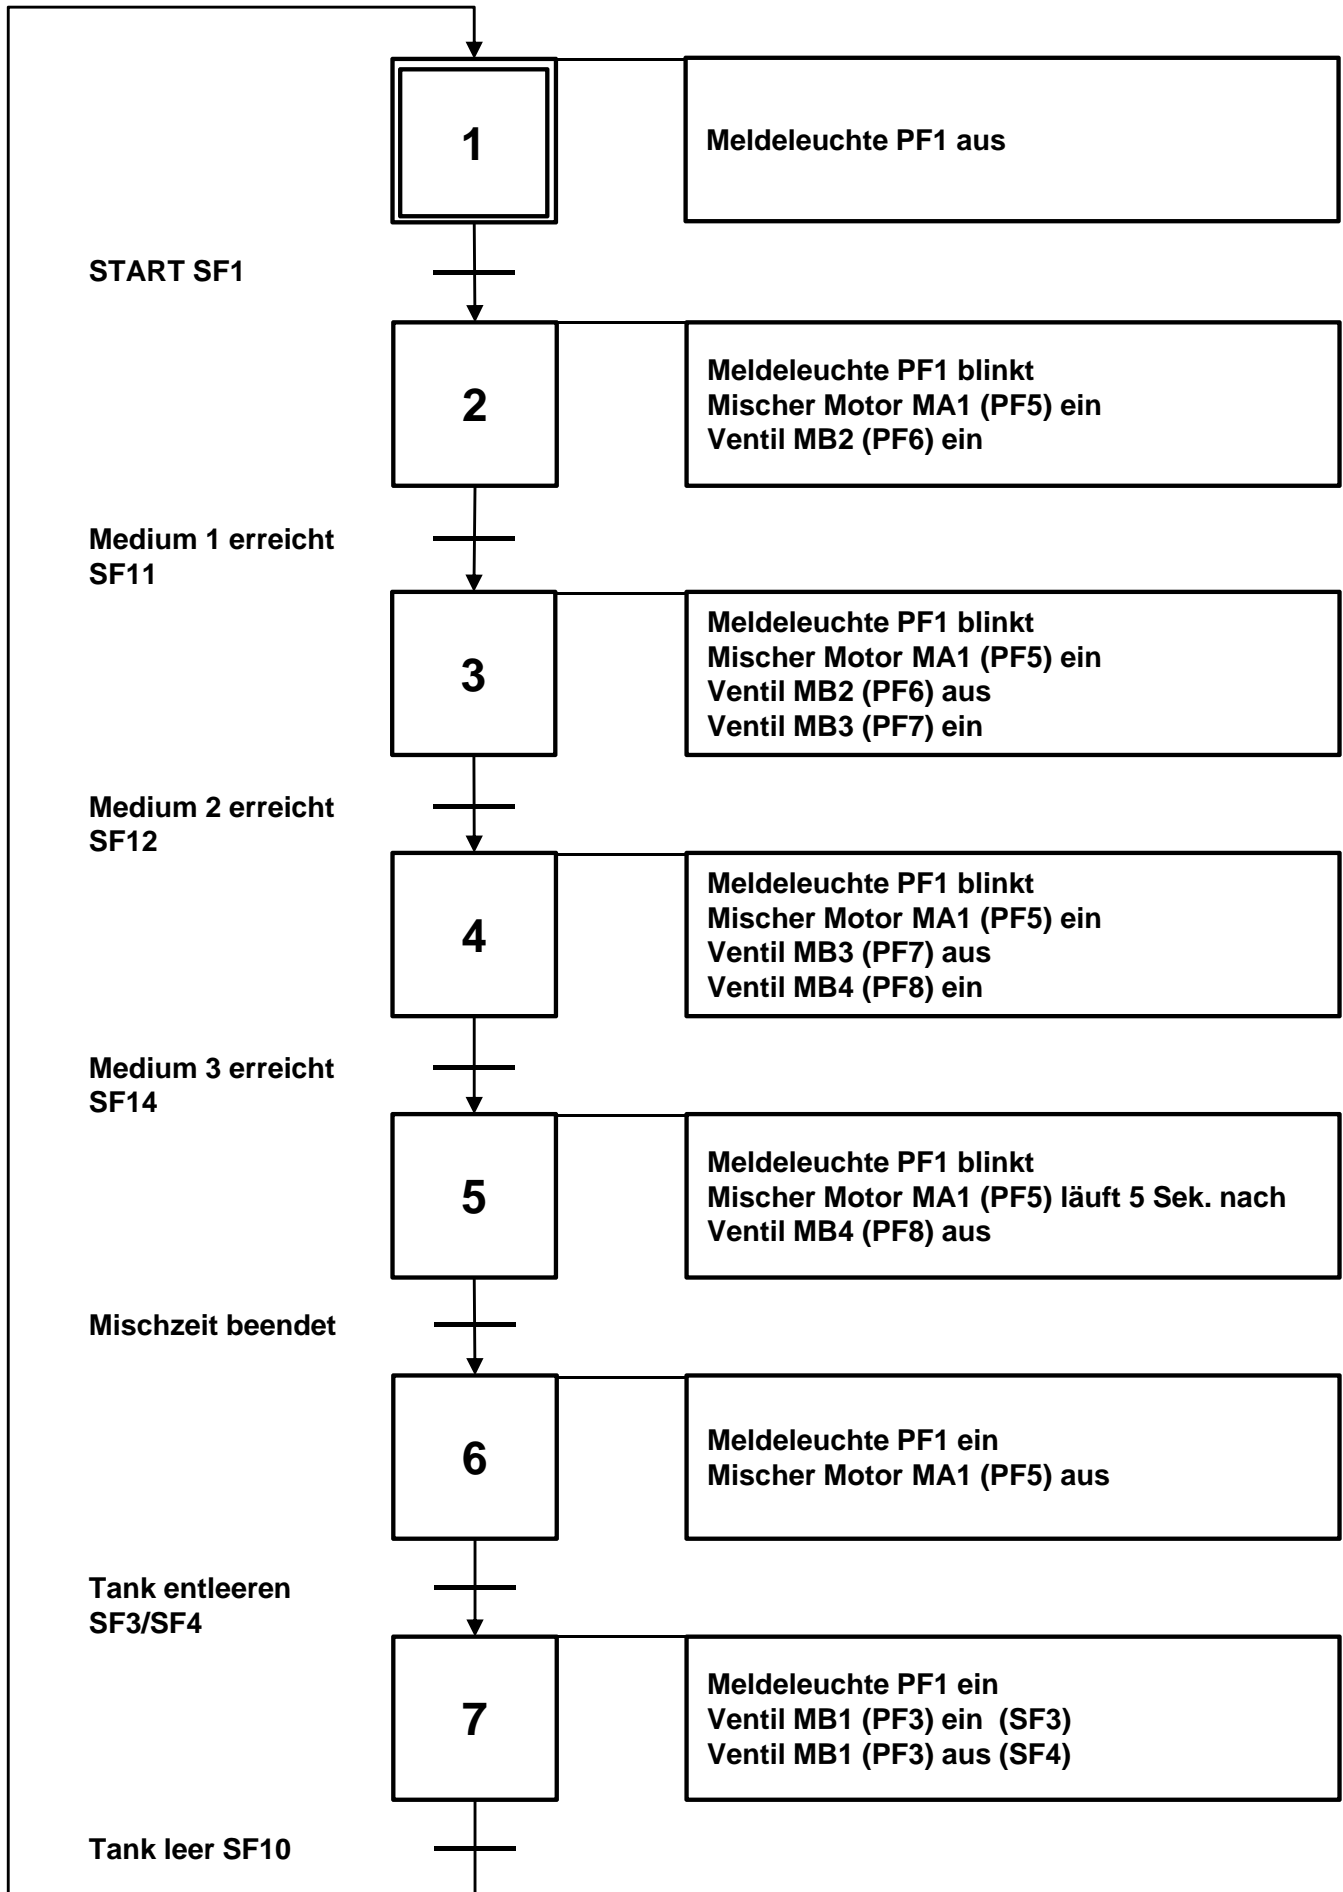 1
Meldeleuchte PF1 aus
START SF1
2
Meldeleuchte PF1 blinkt
Mischer Motor MA1 (PF5) ein
Ventil MB2 (PF6) ein
Medium 1 erreicht
SF11
3
Meldeleuchte PF1 blinkt
Mischer Motor MA1 (PF5) ein
Ventil MB2 (PF6) aus
Ventil MB3 (PF7) ein
Medium 2 erreicht
SF12
4
Meldeleuchte PF1 blinkt
Mischer Motor MA1 (PF5) ein
Ventil MB3 (PF7) aus
Ventil MB4 (PF8) ein
Medium 3 erreicht
SF14
5
Meldeleuchte PF1 blinkt
Mischer Motor MA1 (PF5) läuft 5 Sek. nach
Ventil MB4 (PF8) aus
Mischzeit beendet
6
Meldeleuchte PF1 ein
Mischer Motor MA1 (PF5) aus
Tank entleeren
SF3/SF4
7
Meldeleuchte PF1 ein
Ventil MB1 (PF3) ein  (SF3)
Ventil MB1 (PF3) aus (SF4)
Tank leer SF10